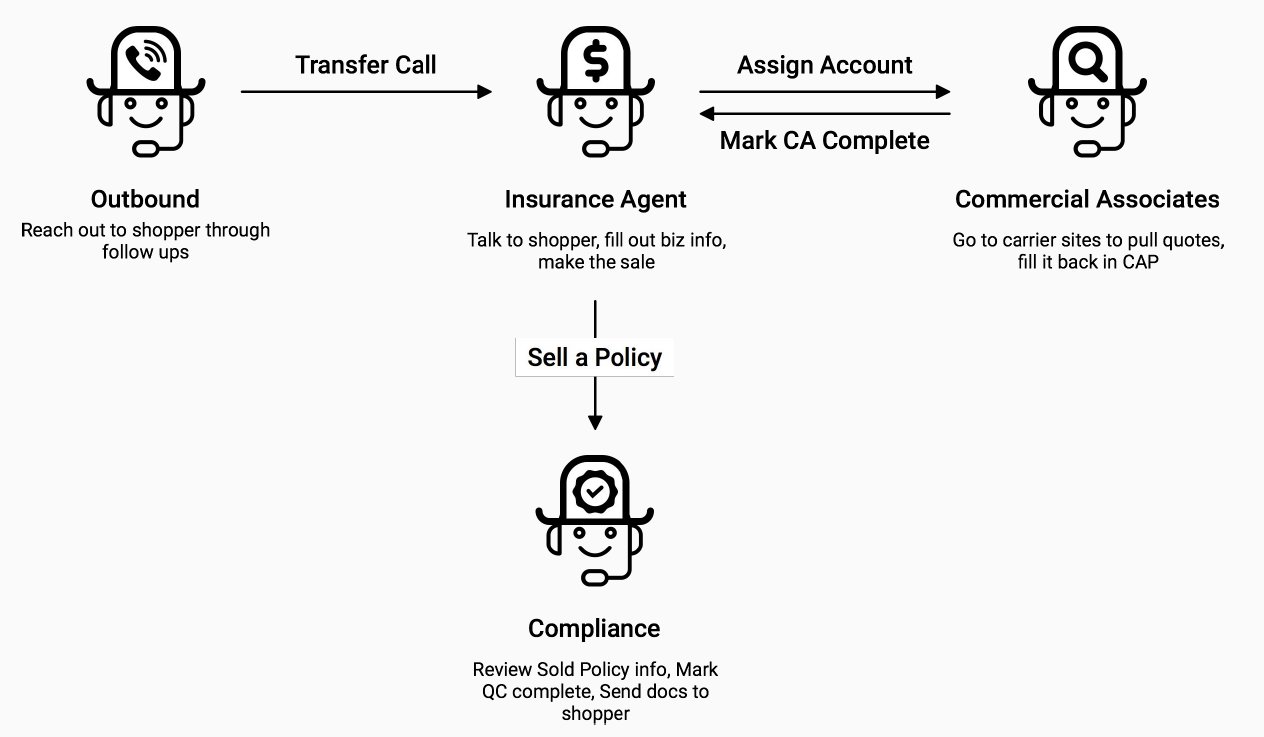 Transfer Call
Assign Account
Mark CA Complete
Outbound
Reach out to shopper through
follow ups
Insurance Agent
Talk to shopper, fill out biz info,
make the sale
Commercial Associates
Go to carrier sites to pull quotes,
fill it back in CAP
Sell a Policy
Compliance
Review Sold Policy info, Mark
QC complete, Send docs to
shopper